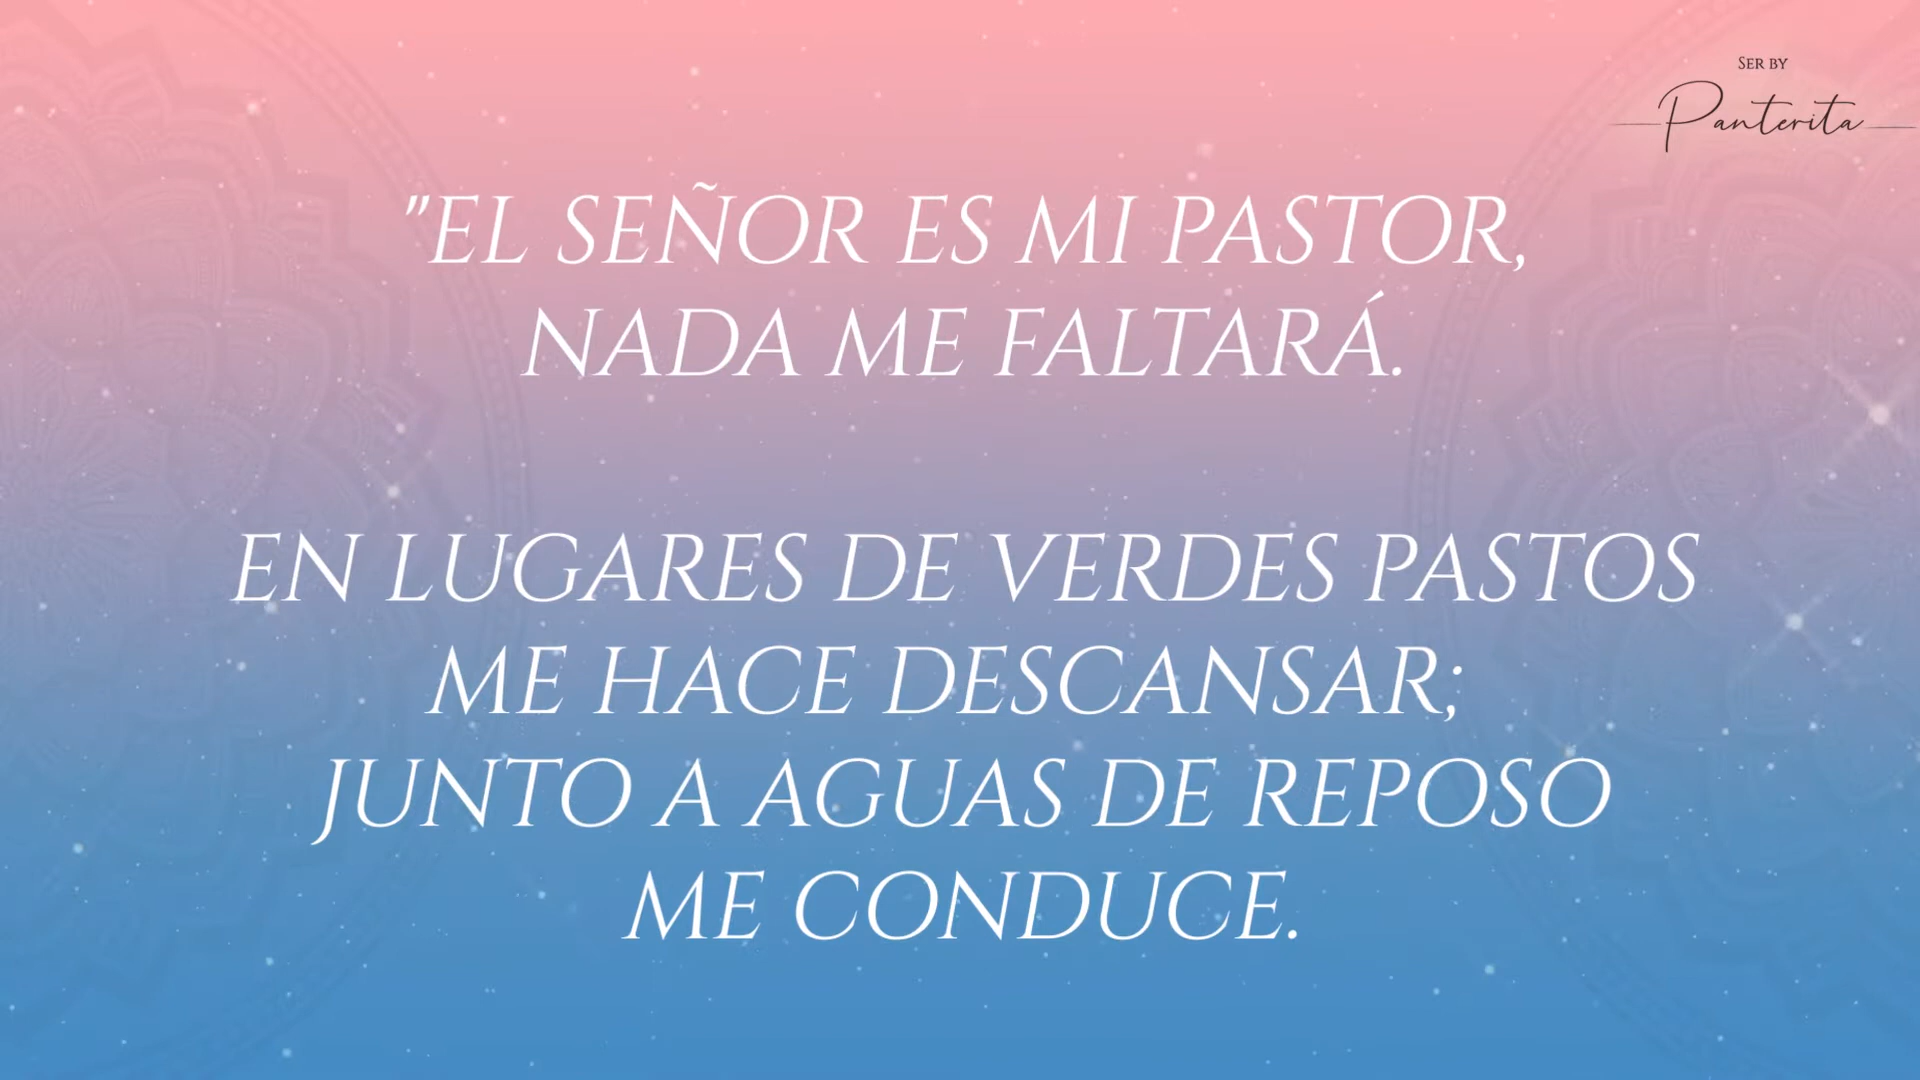 SER BY
Panterita
"EL SEÑOR ES MI PASTOR,
NADA ME FALTARÁ.
EN LUGARES DE VERDES PASTOS
ME HACE DESCANSAR;
JUNTO A AGUAS DE REPOSO
ME CONDUCE.